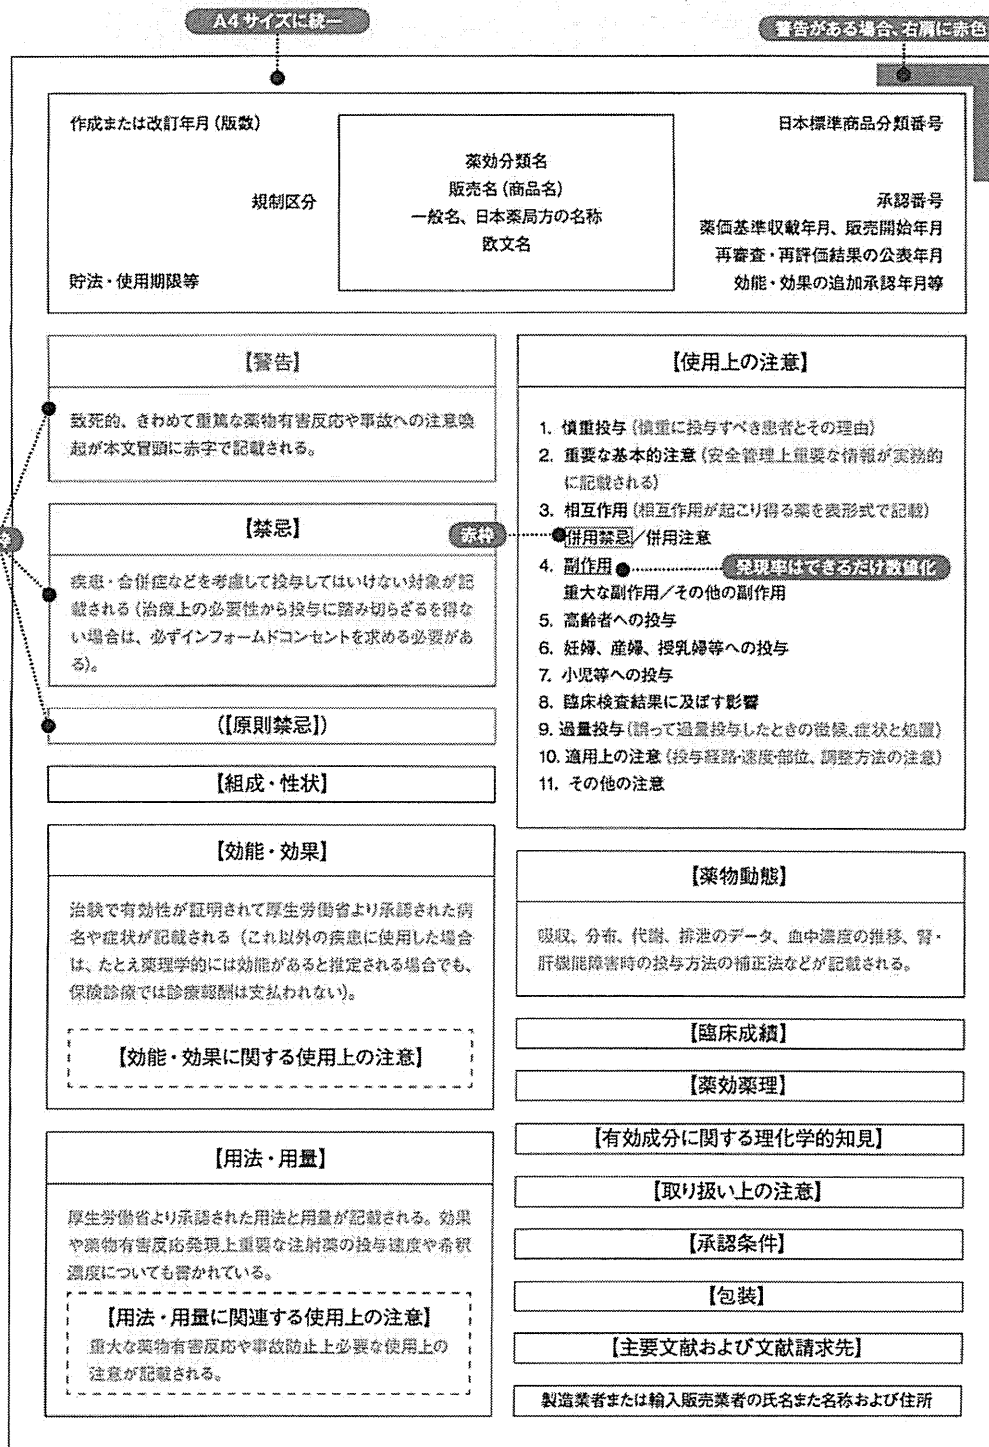 A4サイズに統一
警告がある場合、右肩に赤色
作成または改訂年月(版数)
規制区分
貯法・使用期限等
薬効分類名
販売名(商品名)
一般名、日本薬局方の名称
欧文名
日本標準商品分類番号
承認番号
薬価基準収載年月、販売開始年月
再審査・再評価結果の公表年月
効能・効果の追加承認年月等
【警告】
致死的、きわめて重篤な薬物有害反応や事故への注意喚
起が本文冒頭に赤字で記載される。
【禁忌】
疾患・合併症などを考慮して投与してはいけない対象が記
載される(治療上の必要性から投与に踏み切らざるを得な
い場合は、必ずインフォームドコンセントを求める必要があ
る)。
(【原則禁忌】)
【組成・性状】
【効能・効果】
治験で有効性が証明されて厚生労働省より承認された病
名や症状が記載される(これ以外の疾患に使用した場合
は、たとえ薬理学的には効能があると推定される場合でも、
保険診療では診療報酬は支払われない)。
【効能・効果に関する使用上の注意】
【用法・用量】
厚生労働省より承認された用法と用量が記載される。効果
や薬物有害反応発現上重要な注射薬の投与速度や希釈
濃度についても書かれている。
【用法・用量に関連する使用上の注意】
重大な薬物有害反応や事故防止上必要な使用上の
注意が記載される。
【使用上の注意】
1. 慎重投与(慎重に投与すべき患者とその理由)
2. 重要な基本的注意(安全管理上重要な情報が実務的
に記載される)
3. 相互作用(相互作用が起こり得る薬を表形式で記載)
赤枠
併用禁忌/併用注意
4. 副作用
発現率はできるだけ数値化
重大な副作用/その他の副作用
5. 高齢者への投与
6. 妊婦、産婦、授乳婦等への投与
7. 小児等への投与
8. 臨床検査結果に及ぼす影響
9. 過量投与(誤って過量投与したときの徴候、症状と処置)
10. 適用上の注意(投与経路・速度・部位、調整方法の注意)
11. その他の注意
【薬物動態】
吸収、分布、代謝、排泄のデータ、血中濃度の推移、腎・
肝機能障害時の投与方法の補正法などが記載される。
【臨床成績】
【薬効薬理】
【有効成分に関する理化学的知見】
【取り扱い上の注意】
【承認条件】
【包装】
【主要文献および文献請求先】
製造業者または輸入販売業者の氏名また名称および住所